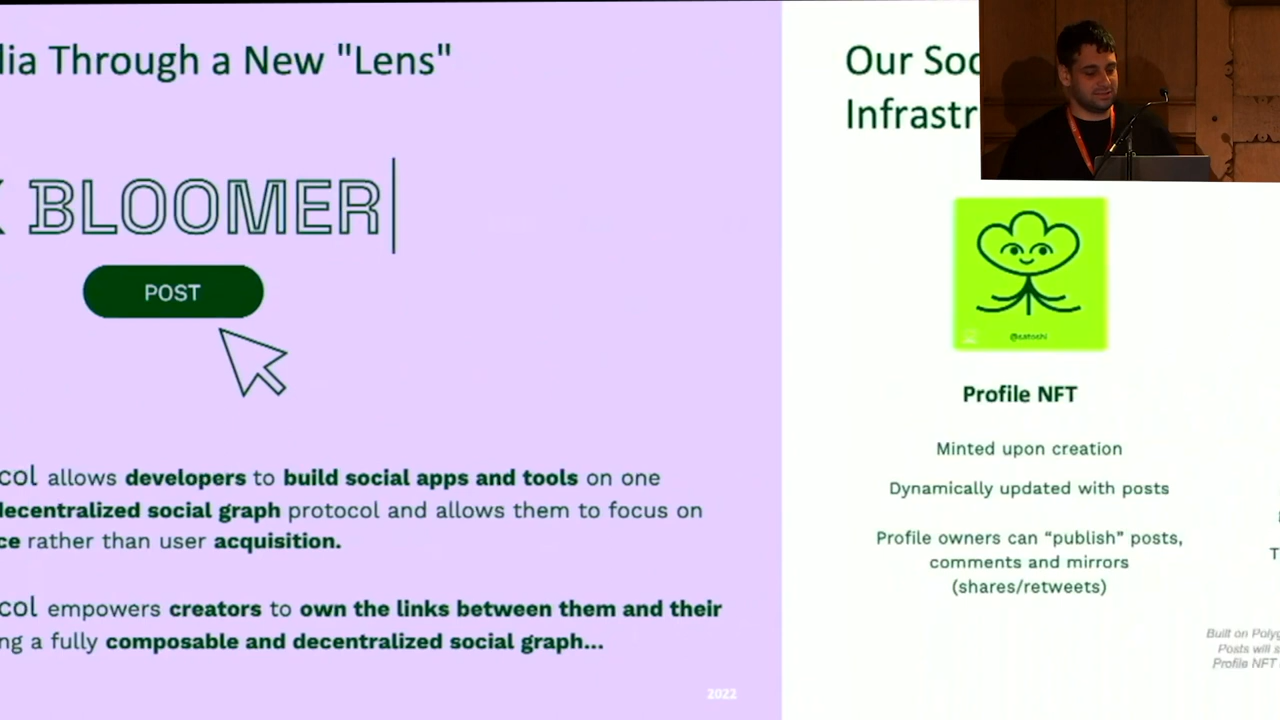 dia Through a New "Lens"
BLOOMER
POST
col allows developers to build social apps and tools on one
decentralized social graph protocol and allows them to focus on
ce rather than user acquisition.
col empowers creators to own the links between them and their
ng a fully composable and decentralized social graph...
2022
Our Soc
Infrastr
@satoshi
Profile NFT
Minted upon creation
Dynamically updated with posts
Profile owners can “publish” posts,
comments and mirrors
(shares/retweets)
T
Built on Polyg
Posts will s
Profile NFT